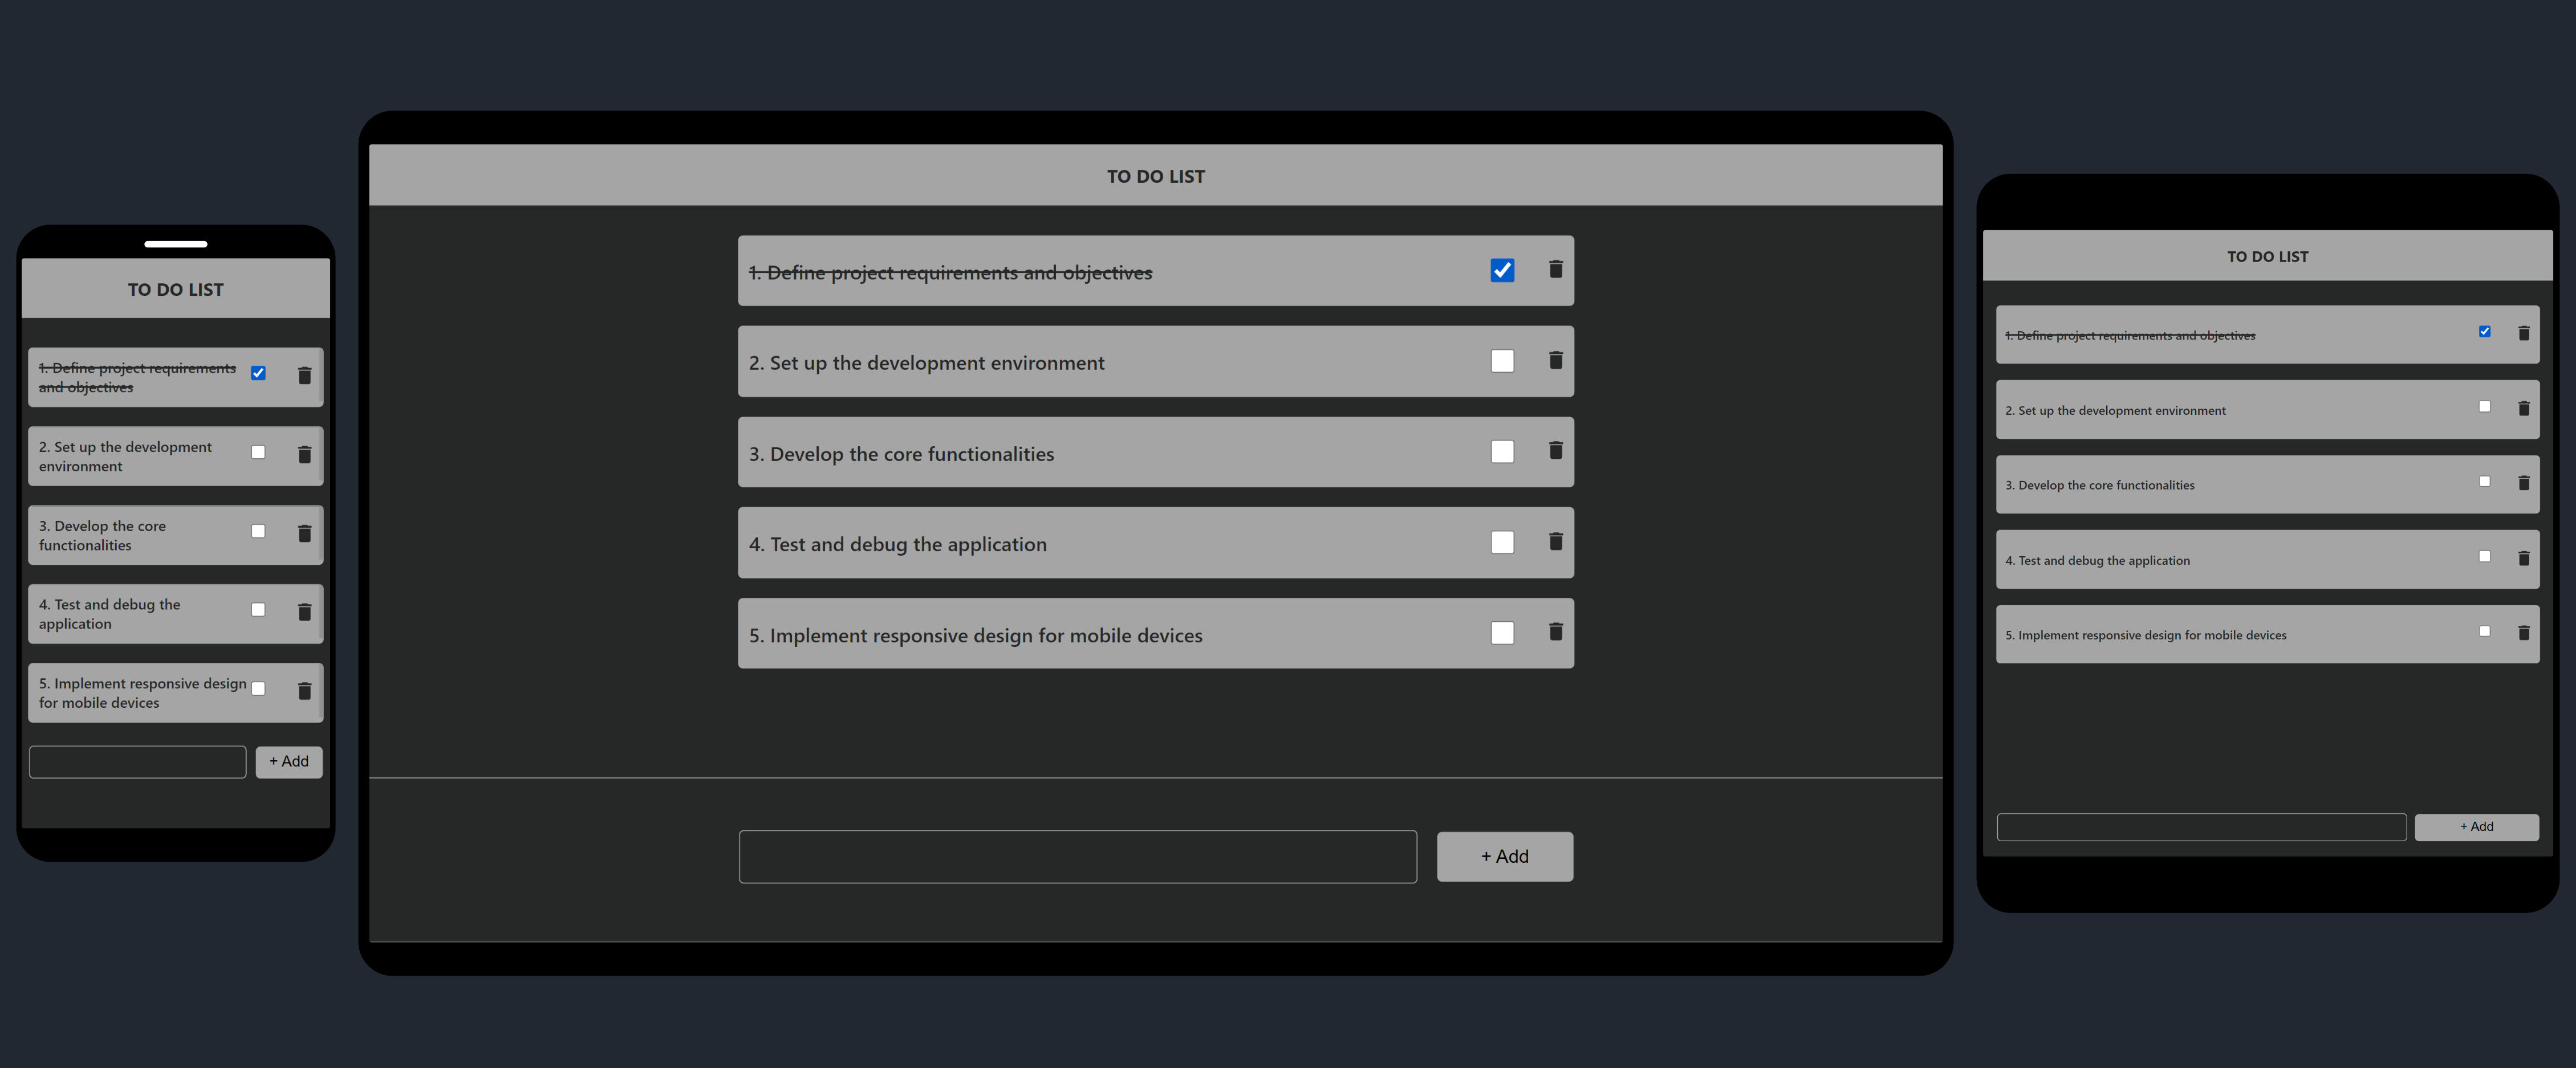 TO DO LIST
1. Define project requirements
and objectives
2. Set up the development
environment
3. Develop the core
functionalities
4. Test and debug the
application
5. Implement responsive design
for mobile devices
+ Add
TO DO LIST
1. Define project requirements and objectives
2. Set up the development environment
3. Develop the core functionalities
4. Test and debug the application
5. Implement responsive design for mobile devices
+ Add
TO DO LIST
1. Define project requirements and objectives
2. Set up the development environment
3. Develop the core functionalities
4. Test and debug the application
5. Implement responsive design for mobile devices
+ Add